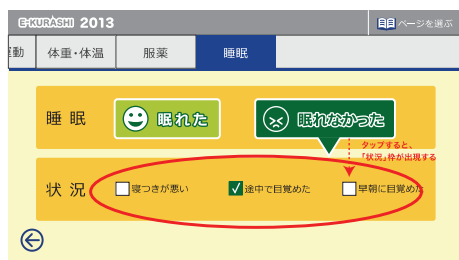 E-KURASHI 2013
ページを選ぶ
運動 体重・体温 服薬 睡眠
睡眠 眠れた 眠れなかった
タップすると、
「状況」枠が出現する
状況 寝つきが悪い 途中で目覚めた 早朝に目覚めた